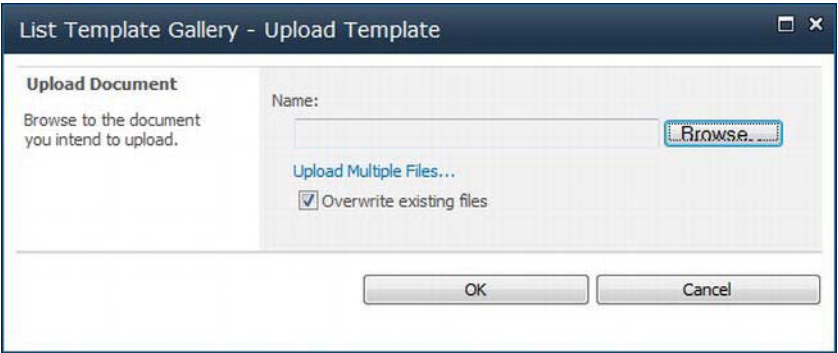 List Template Gallery - Upload Template
Upload Document
Browse to the document
you intend to upload.
Name:
Browse...
Upload Multiple Files...
Overwrite existing files
OK
Cancel